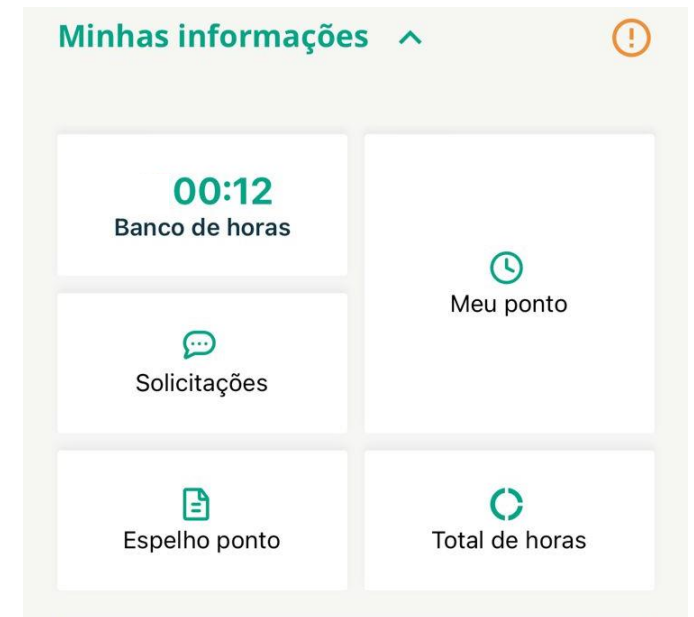 Minhas informações
00:12
Banco de horas
Meu ponto
Solicitações
Espelho ponto
Total de horas